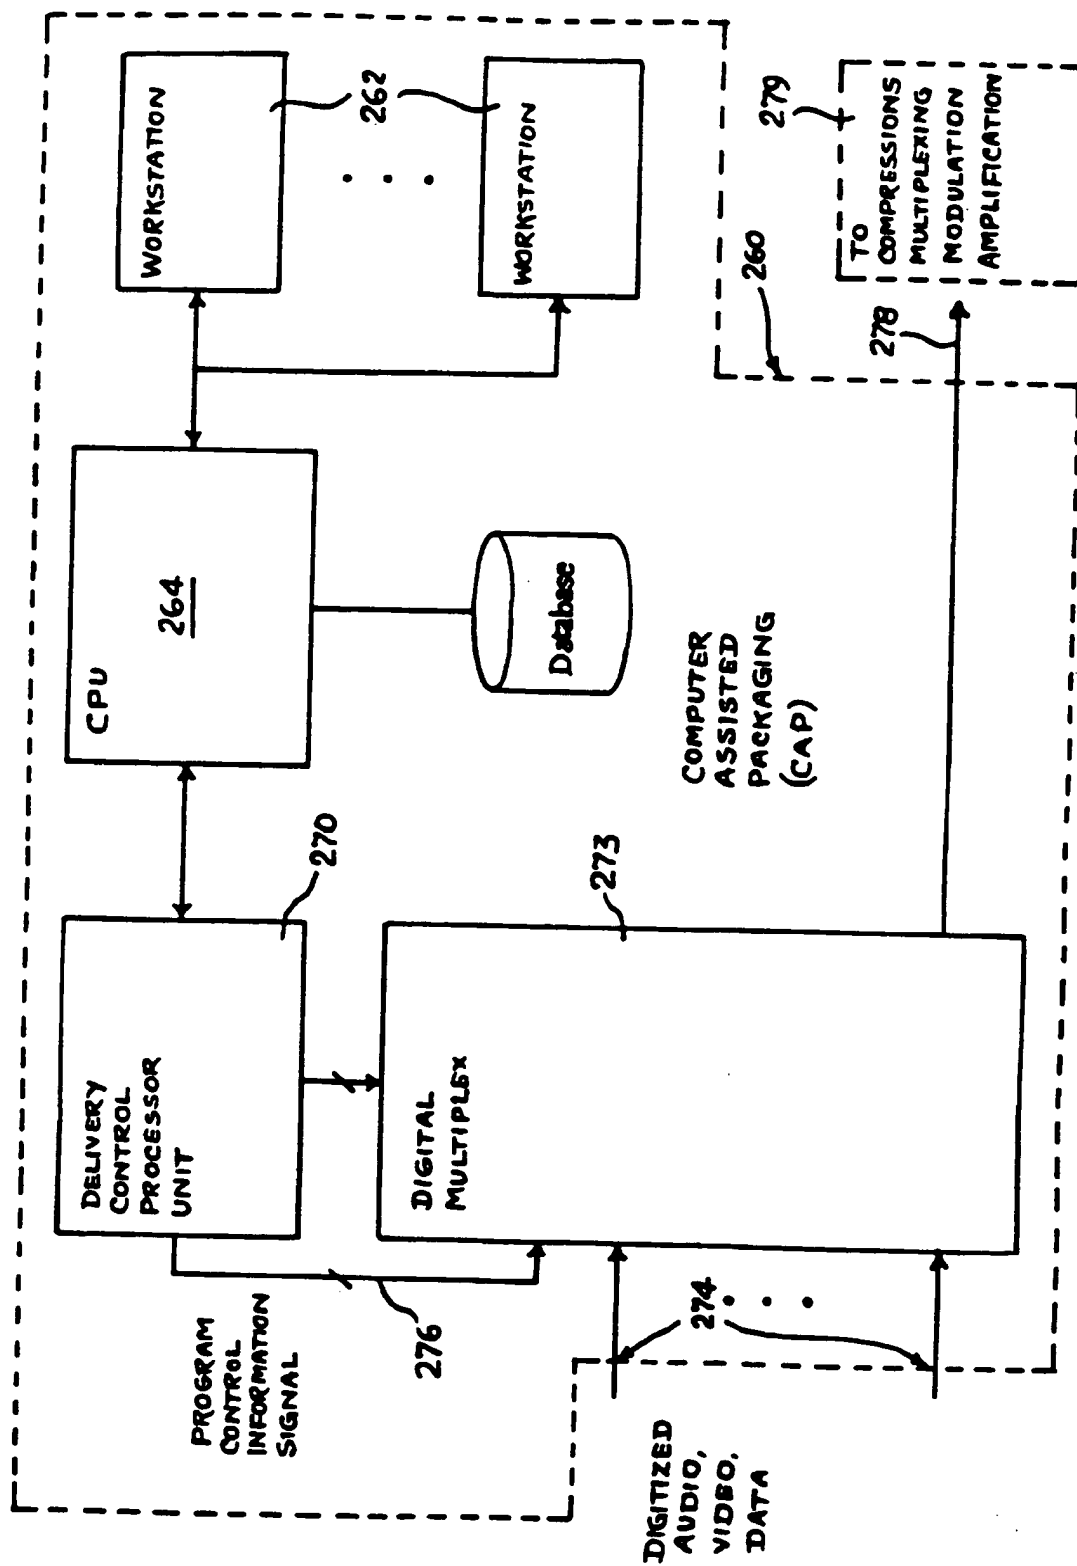 WORKSTATION
262
WORKSTATION
TO
COMPRESSIONS
MULTIPLEXING
MODULATION
AMPLIFICATION
279
278
260
CPU
264
Database
COMPUTER
ASSISTED
PACKAGING
(CAP)
DELIVERY
CONTROL
PROCESSOR
UNIT
270
DIGITAL
MULTIPLEX
273
PROGRAM
CONTROL
INFORMATION
SIGNAL
276
274
DIGITIZED
AUDIO,
VIDEO,
DATA